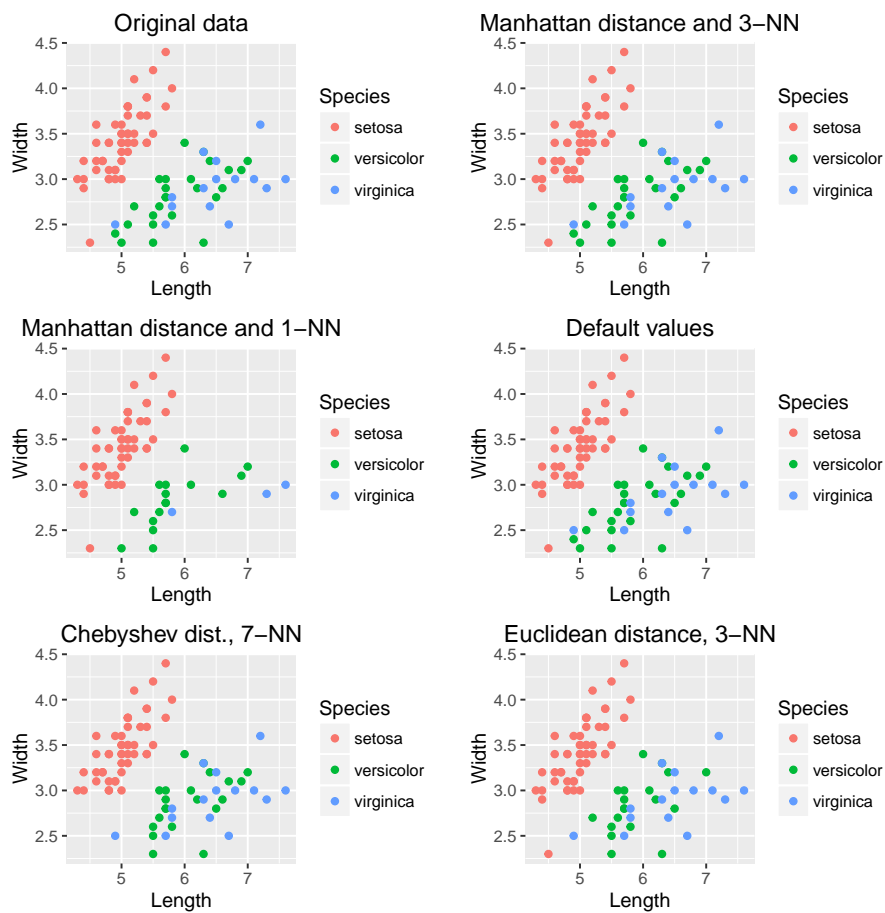 Original data
4.5
4.0
3.5
3.0
2.5
Width
5 6 7
Length
Species
setosa
versicolor
virginica
Manhattan distance and 3−NN
4.5
4.0
3.5
3.0
2.5
Width
5 6 7
Length
Species
setosa
versicolor
virginica
Manhattan distance and 1−NN
4.5
4.0
3.5
3.0
2.5
Width
5 6 7
Length
Species
setosa
versicolor
virginica
Default values
4.5
4.0
3.5
3.0
2.5
Width
5 6 7
Length
Species
setosa
versicolor
virginica
Chebyshev dist., 7−NN
4.5
4.0
3.5
3.0
2.5
Width
5 6 7
Length
Species
setosa
versicolor
virginica
Euclidean distance, 3−NN
4.5
4.0
3.5
3.0
2.5
Width
5 6 7
Length
Species
setosa
versicolor
virginica